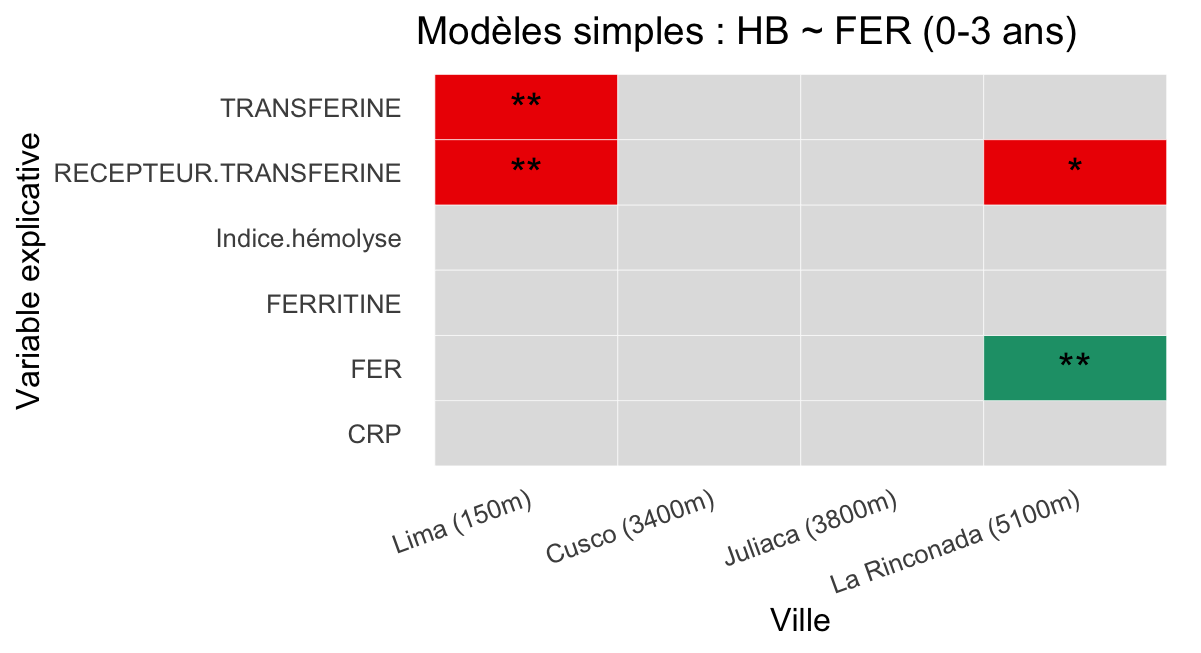 Modèles simples : HB ~ FER (0-3 ans)
Variable explicative
TRANSFERINE
**
RECEPTEUR.TRANSFERINE
**
*
Indice.hémolyse
FERRITINE
FER
**
CRP
Lima (150m)
Cusco (3400m)
Juliaca (3800m)
La Rinconada (5100m)
Ville